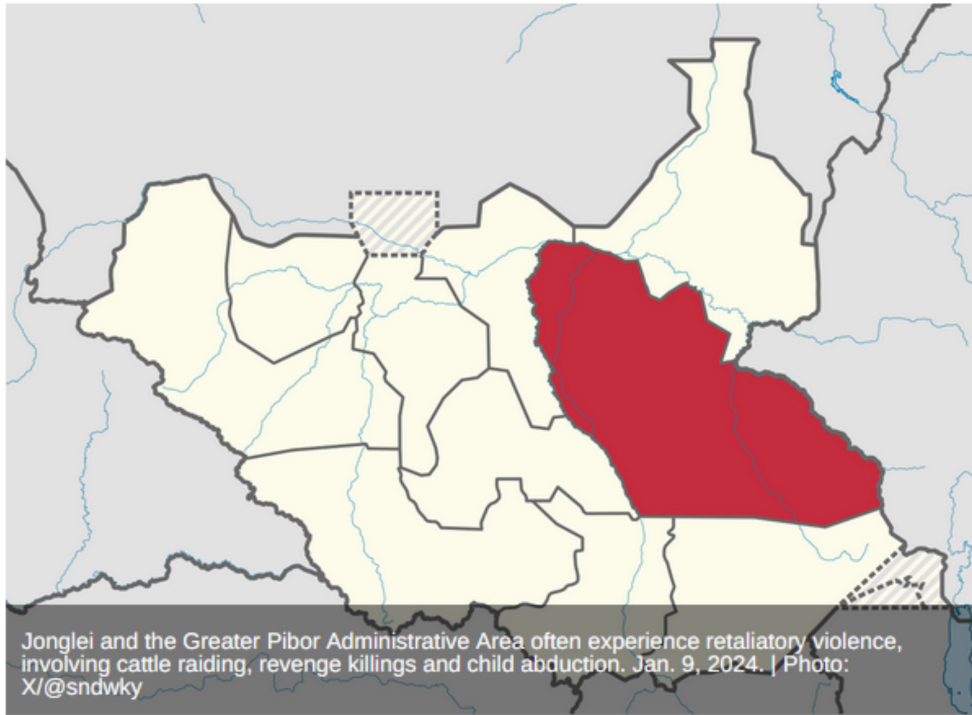 Jonglei and the Greater Pibor Administrative Area often experience retaliatory violence,
involving cattle raiding, revenge killings and child abduction. Jan. 9, 2024. | Photo:
X/@sndwky